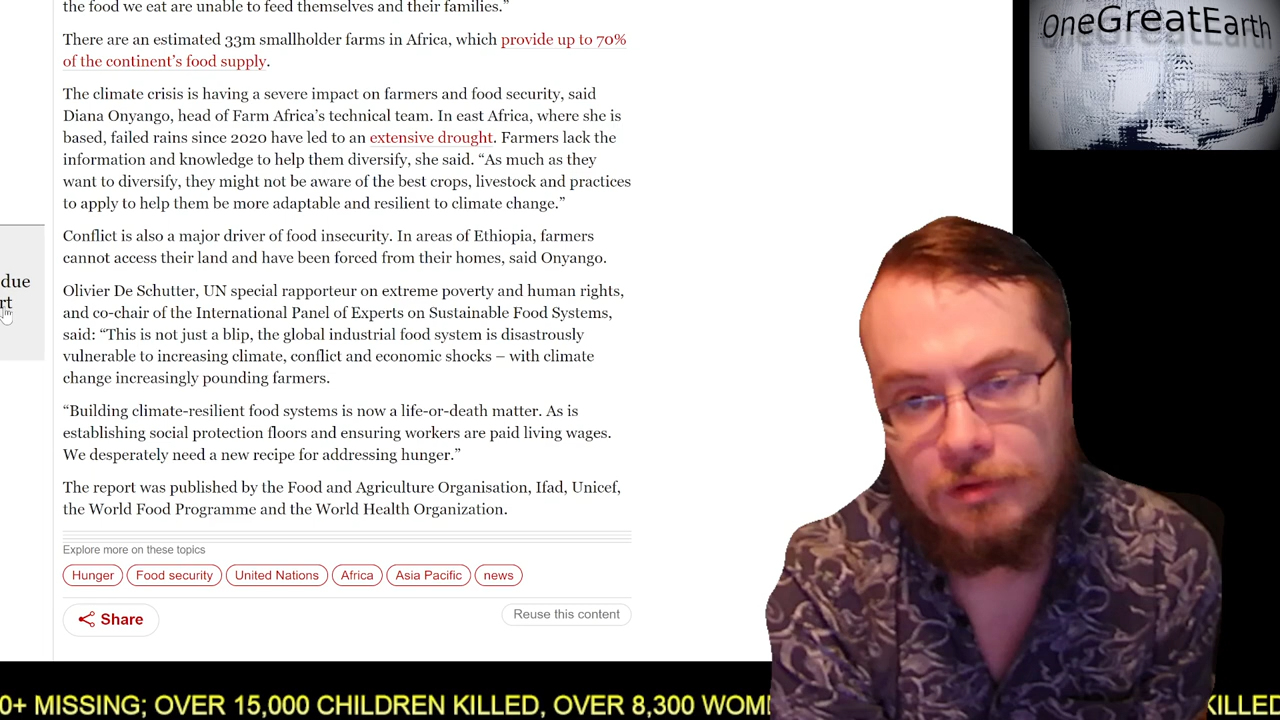 the food we eat are unable to feed themselves and their families.”
There are an estimated 33m smallholder farms in Africa, which provide up to 70%
of the continent’s food supply.
The climate crisis is having a severe impact on farmers and food security, said
Diana Onyango, head of Farm Africa’s technical team. In east Africa, where she is
based, failed rains since 2020 have led to an extensive drought. Farmers lack the
information and knowledge to help them diversify, she said. “As much as they
want to diversify, they might not be aware of the best crops, livestock and practices
to apply to help them be more adaptable and resilient to climate change.”
Conflict is also a major driver of food insecurity. In areas of Ethiopia, farmers
cannot access their land and have been forced from their homes, said Onyango.
Olivier De Schutter, UN special rapporteur on extreme poverty and human rights,
and co-chair of the International Panel of Experts on Sustainable Food Systems,
said: “This is not just a blip, the global industrial food system is disastrously
vulnerable to increasing climate, conflict and economic shocks – with climate
change increasingly pounding farmers.
“Building climate-resilient food systems is now a life-or-death matter. As is
establishing social protection floors and ensuring workers are paid living wages.
We desperately need a new recipe for addressing hunger.”
The report was published by the Food and Agriculture Organisation, Ifad, Unicef,
the World Food Programme and the World Health Organization.
Explore more on these topics
Hunger Food security United Nations Africa Asia Pacific news
Share
Reuse this content
due
rt
OneGreatEarth
0+ MISSING; OVER 15,000 CHILDREN KILLED, OVER 8,300 WOM KILLED